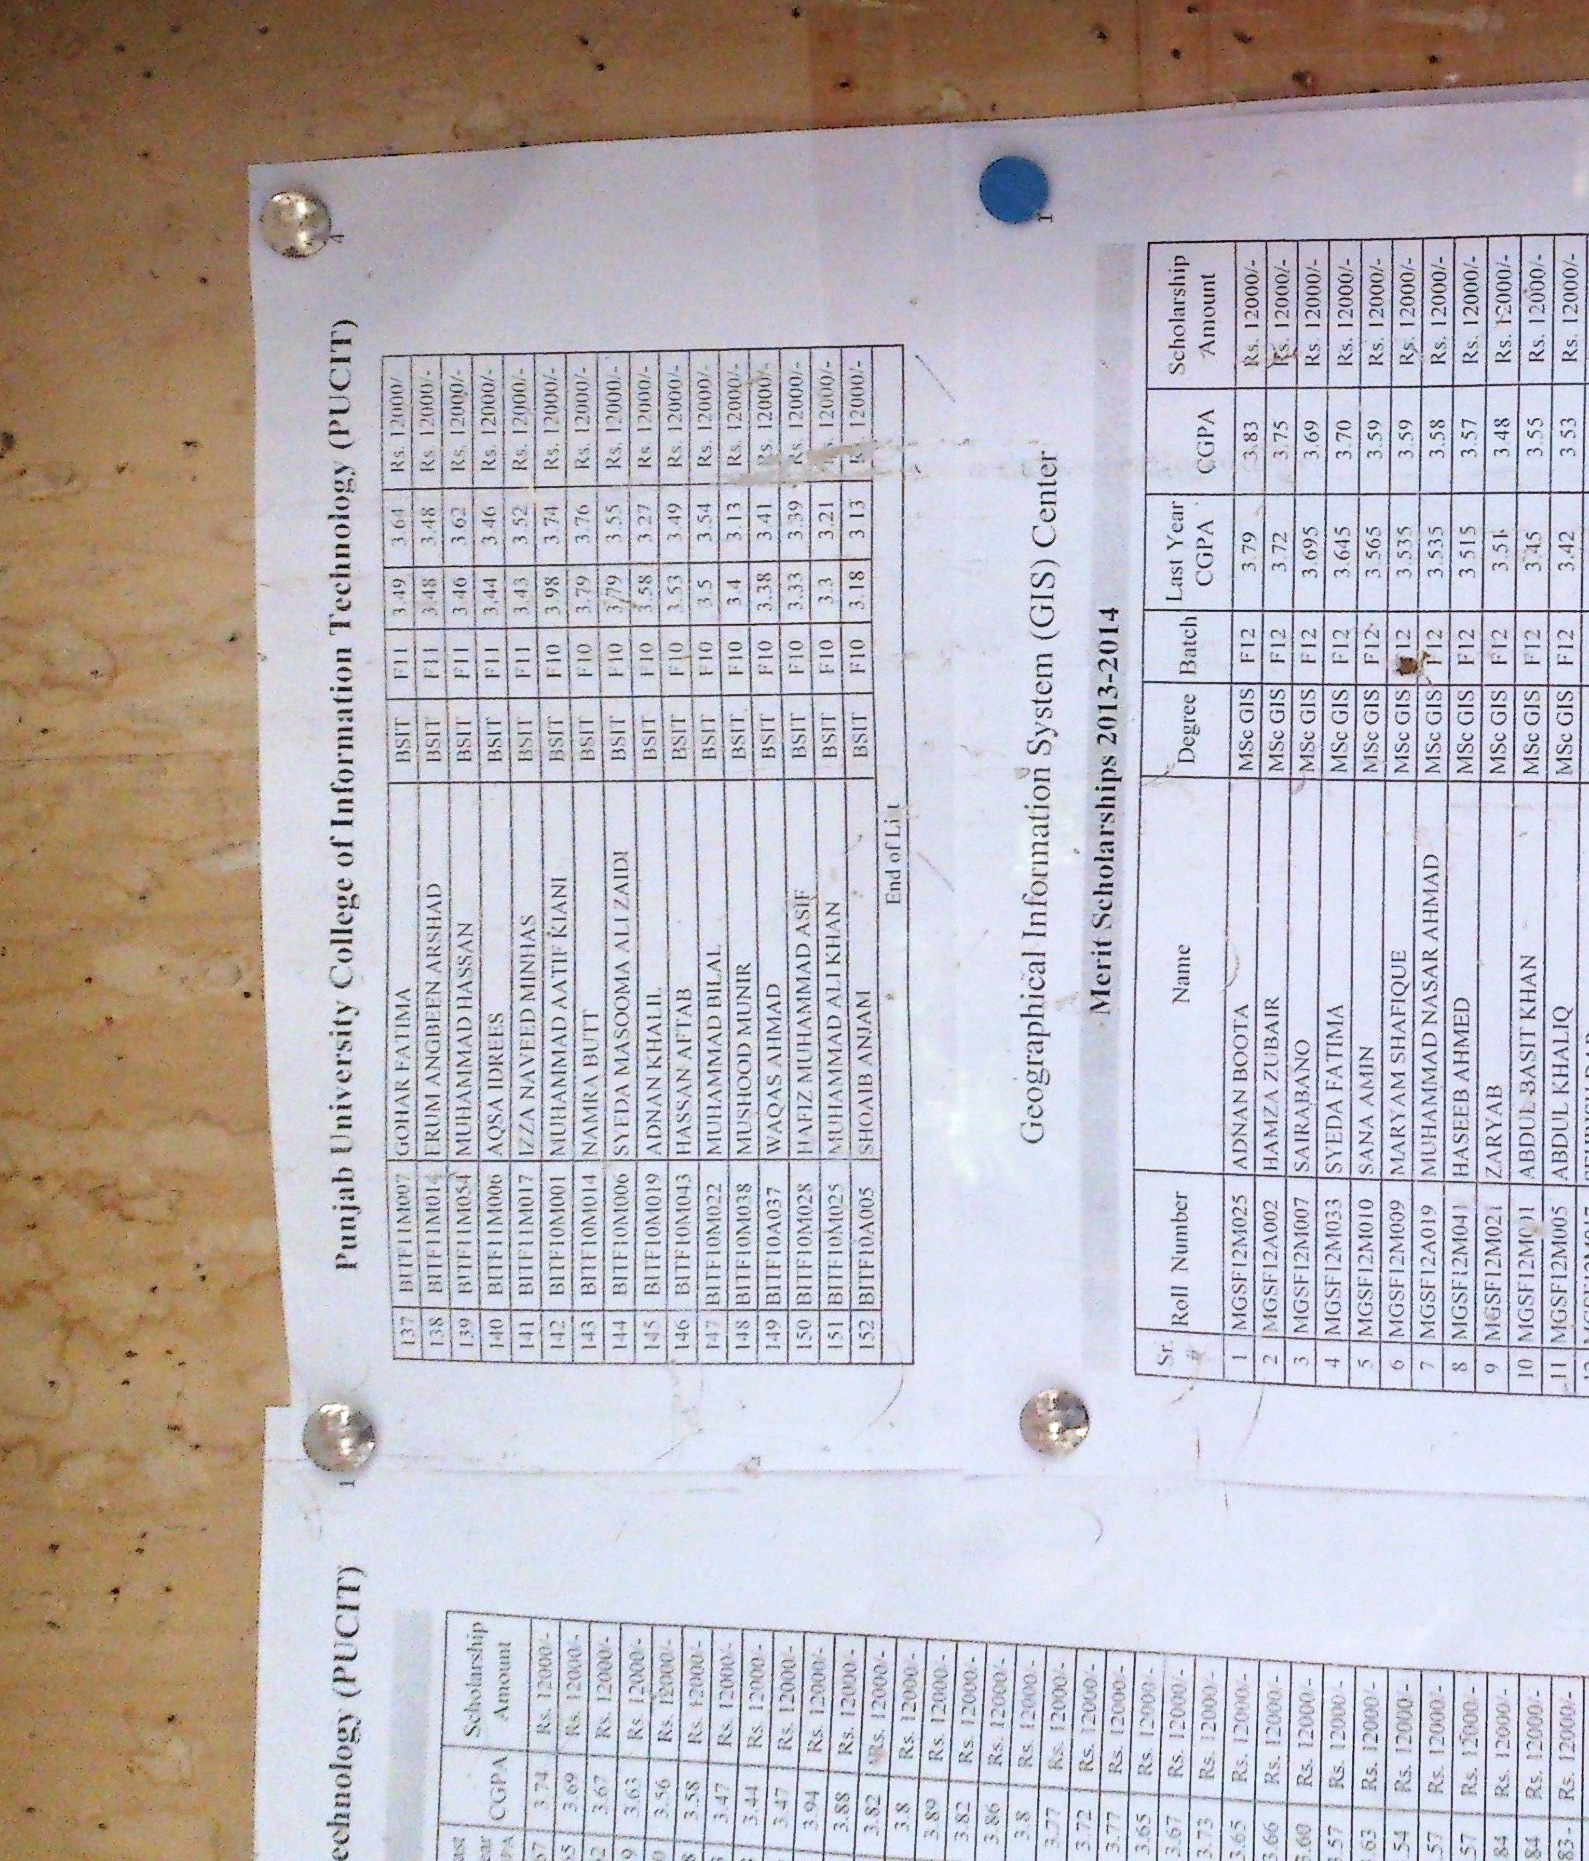 echnology (PUCIT)
1
CGPA
Scholarship
Amount
3.74 Rs. 12000/-
3.69 Rs. 12000/-
3.67 Rs. 12000/-
3.63 Rs. 12000/-
3.56 Rs. 12000/-
3.58 Rs. 12000/-
3.47 Rs. 12000/-
3.44 Rs. 12000/-
3.47 Rs. 12000/-
3.94 Rs. 12000/-
3.88 Rs. 12000/-
3.82 Rs. 12000/-
3.8 Rs. 12000/-
3.89 Rs. 12000/-
3.82 Rs. 12000/-
3.86 Rs. 12000/-
3.8 Rs. 12000/-
3.77 Rs. 12000/-
3.72 Rs. 12000/-
3.77 Rs. 12000/-
3.65 Rs. 12000/-
3.67 Rs. 12000/-
3.73 Rs. 12000/-
3.65 Rs. 12000/-
3.66 Rs. 12000/-
3.60 Rs. 12000/-
.57 Rs. 12000/-
.63 Rs. 12000/-
.54 Rs. 12000/-
.57 Rs. 12000/-
.57 Rs. 12000/-
84 Rs. 12000/-
84 Rs. 12000/-
83 Rs. 12000/-
Punjab University College of Information Technology (PUCIT)
4
137 BITF11M007 GOHAR FATIMA BSIT F11 3.49 3.64 Rs. 12000/-
138 BITF11M014 ERUM ANGBEEN ARSHAD BSIT F11 3.48 3.48 Rs. 12000/-
139 BITF11M054 MUHAMMAD HASSAN BSIT F11 3.46 3.62 Rs. 12000/-
140 BITF11M006 AQSA IDREES BSIT F11 3.44 3.46 Rs. 12000/-
141 BITF11M017 IZZA NAVEED MINHAS BSIT F11 3.43 3.52 Rs. 12000/-
142 BITF10M001 MUHAMMAD AATIF KIANI BSIT F10 3.98 3.74 Rs. 12000/-
143 BITF10M014 NAMRA BUTT BSIT F10 3.79 3.76 Rs. 12000/-
144 BITF10M006 SYEDA MASOOMA ALI ZAIDI BSIT F10 3.79 3.55 Rs. 12000/-
145 BITF10M019 ADNAN KHALIL BSIT F10 3.58 3.27 Rs. 12000/-
146 BITF10M043 HASSAN AFTAB BSIT F10 3.53 3.49 Rs. 12000/-
147 BITF10M022 MUHAMMAD BILAL BSIT F10 3.5 3.54 Rs. 12000/-
148 BITF10M038 MUSHOOD MUNIR BSIT F10 3.4 3.13 Rs. 12000/-
149 BITF10A037 WAQAS AHMAD BSIT F10 3.38 3.41 Rs. 12000/-
150 BITF10M028 HAFIZ MUHAMMAD ASIF BSIT F10 3.33 3.39 Rs. 12000/-
151 BITF10M025 MUHAMMAD ALI KHAN BSIT F10 3.3 3.21 Rs. 12000/-
152 BITF10A005 SHOAIB ANJAM BSIT F10 3.18 3.13 Rs. 12000/-
End of List
Geographical Information System (GIS) Center
1
Merit Scholarships 2013-2014
Sr. # Roll Number Name Degree Batch Last Year CGPA CGPA Scholarship Amount
1 MGSF12M025 ADNAN BOOTA MSc GIS F12 3.79 3.83 Rs. 12000/-
2 MGSF12A002 HAMZA ZUBAIR MSc GIS F12 3.72 3.75 Rs. 12000/-
3 MGSF12M007 SAIRABANO MSc GIS F12 3.695 3.69 Rs. 12000/-
4 MGSF12M033 SYEDA FATIMA MSc GIS F12 3.645 3.70 Rs. 12000/-
5 MGSF12M010 SANA AMIN MSc GIS F12 3.565 3.59 Rs. 12000/-
6 MGSF12M009 MARYAM SHAFIQUE MSc GIS F12 3.535 3.59 Rs. 12000/-
7 MGSF12A019 MUHAMMAD NASAR AHMAD MSc GIS F12 3.535 3.58 Rs. 12000/-
8 MGSF12M041 HASEEB AHMED MSc GIS F12 3.515 3.57 Rs. 12000/-
9 MGSF12M021 ZARYAB MSc GIS F12 3.51 3.48 Rs. 12000/-
10 MGSF12M001 ABDUL BASIT KHAN MSc GIS F12 3.45 3.55 Rs. 12000/-
11 MGSF12M005 ABDUL KHALIQ MSc GIS F12 3.42 3.53 Rs. 12000/-